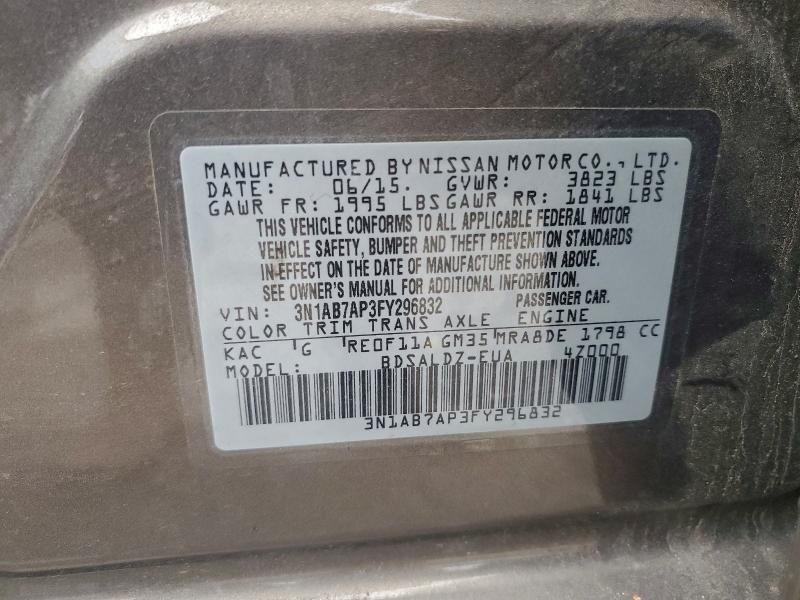 MANUFACTURED BY NISSAN MOTOR CO., LTD.
DATE: 06/15. GVWR: 3823 LBS
GAWR FR: 1995 LBS GAWR RR: 1841 LBS
THIS VEHICLE CONFORMS TO ALL APPLICABLE FEDERAL MOTOR
VEHICLE SAFETY, BUMPER AND THEFT PREVENTION STANDARDS
IN EFFECT ON THE DATE OF MANUFACTURE SHOWN ABOVE.
SEE OWNER'S MANUAL FOR ADDITIONAL INFORMATION.
VIN: 3N1AB7AP3FY296832 PASSENGER CAR.
COLOR TRIM TRANS AXLE ENGINE
KAC G RE0F11A GM35 MRA8DE 1798 CC
MODEL: BDSALDZ-EUA 4Z000
3N1AB7AP3FY296832